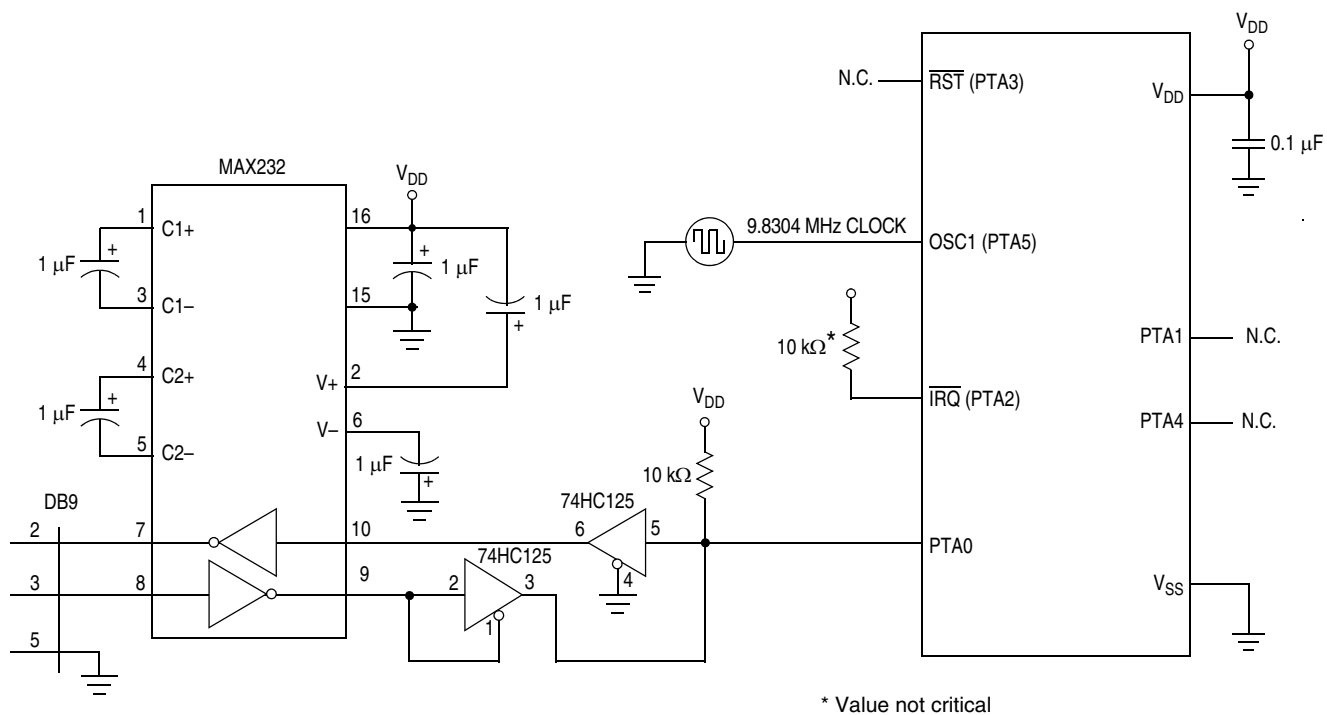 VDD
N.C.
RST (PTA3)
VDD
0.1 μF
MAX232
VDD
1
C1+
16
1 μF
+
+
1 μF
9.8304 MHz CLOCK
OSC1 (PTA5)
3
C1–
15
1 μF
+
10 kΩ*
PTA1
N.C.
4
C2+
V+
2
IRQ (PTA2)
1 μF
+
VDD
V–
6
PTA4
N.C.
5
C2–
1 μF
+
10 kΩ
DB9
74HC125
2
7
10
6
5
PTA0
74HC125
4
3
8
9
2
3
1
VSS
5
* Value not critical